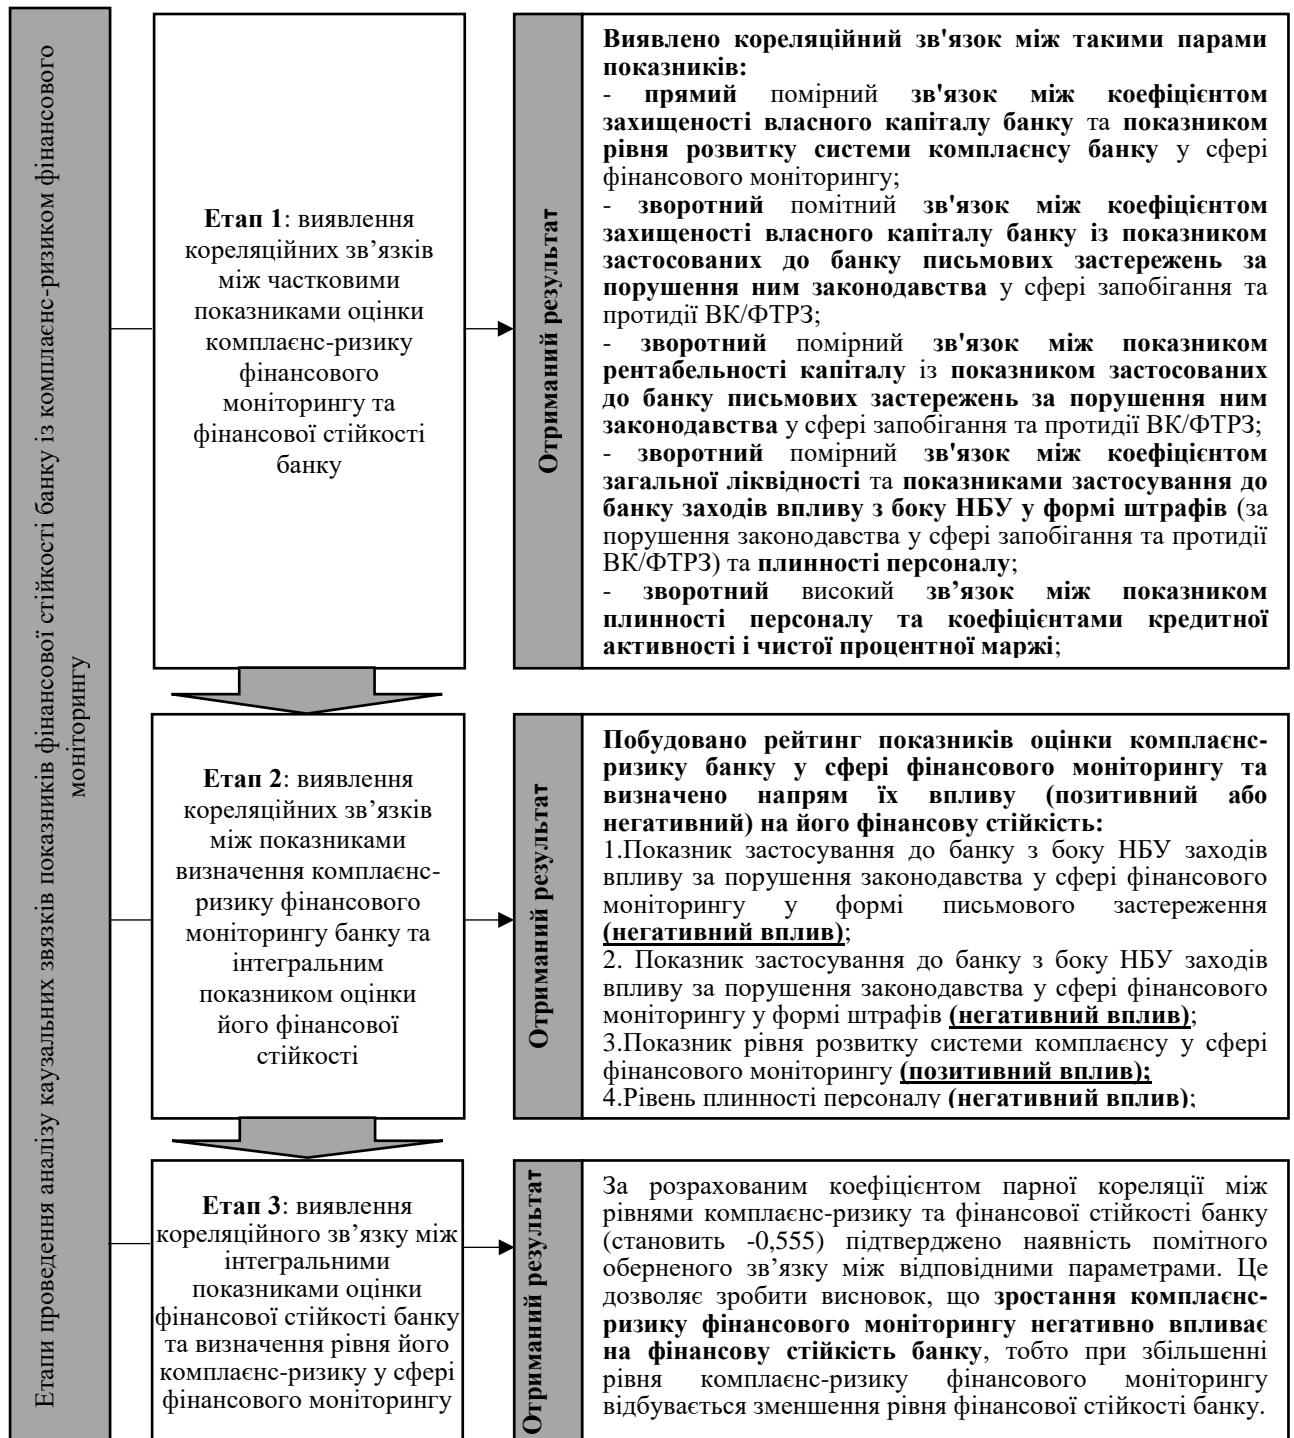 Етапи проведення аналізу каузальних звязків показників фінансової стійкості банку із комплаєнс-ризиком фінансового
моніторингу
Етап 1: виявлення
кореляційних зв’язків
між частковими
показниками оцінки
комплаєнс-ризику
фінансового
моніторингу та
фінансової стійкості
банку
Отриманий результат
Виявлено кореляційний зв'язок між такими парами
показників:
- прямий помірний зв'язок між коефіцієнтом
захищеності власного капіталу банку та показником
рівня розвитку системи комплаєнсу банку у сфері
фінансового моніторингу;
- зворотний помітний зв'язок між коефіцієнтом
захищеності власного капіталу банку із показником
застосованих до банку письмових застережень за
порушення ним законодавства у сфері запобігання та
протидії ВК/ФТРЗ;
- зворотний помірний зв'язок між показником
рентабельності капіталу із показником застосованих
до банку письмових застережень за порушення ним
законодавства у сфері запобігання та протидії ВК/ФТРЗ;
- зворотний помірний зв'язок між коефіцієнтом
загальної ліквідності та показниками застосування до
банку заходів впливу з боку НБУ у формі штрафів (за
порушення законодавства у сфері запобігання та протидії
ВК/ФТРЗ) та плинності персоналу;
- зворотний високий зв’язок між показником
плинності персоналу та коефіцієнтами кредитної
активності і чистої процентної маржі;
Етап 2: виявлення
кореляційних зв’язків
між показниками
визначення комплаєнс-
ризику фінансового
моніторингу банку та
інтегральним
показником оцінки
його фінансової
стійкості
Отриманий результат
Побудовано рейтинг показників оцінки комплаєнс-
ризику банку у сфері фінансового моніторингу та
визначено напрям їх впливу (позитивний або
негативний) на його фінансову стійкість:
1.Показник застосування до банку з боку НБУ заходів
впливу за порушення законодавства у сфері фінансового
моніторингу у формі письмового застереження
(негативний вплив);
2. Показник застосування до банку з боку НБУ заходів
впливу за порушення законодавства у сфері фінансового
моніторингу у формі штрафів (негативний вплив);
3.Показник рівня розвитку системи комплаєнсу у сфері
фінансового моніторингу (позитивний вплив);
4.Рівень плинності персоналу (негативний вплив);
Етап 3: виявлення
кореляційного зв’язку між
інтегральними
показниками оцінки
фінансової стійкості банку
та визначення рівня його
комплаєнс-ризику у сфері
фінансового моніторингу
Отриманий результат
За розрахованим коефіцієнтом парної кореляції між
рівнями комплаєнс-ризику та фінансової стійкості банку
(становить -0,555) підтверджено наявність помітного
оберненого зв’язку між відповідними параметрами. Це
дозволяє зробити висновок, що зростання комплаєнс-
ризику фінансового моніторингу негативно впливає
на фінансову стійкість банку, тобто при збільшенні
рівня комплаєнс-ризику фінансового моніторингу
відбувається зменшення рівня фінансової стійкості банку.